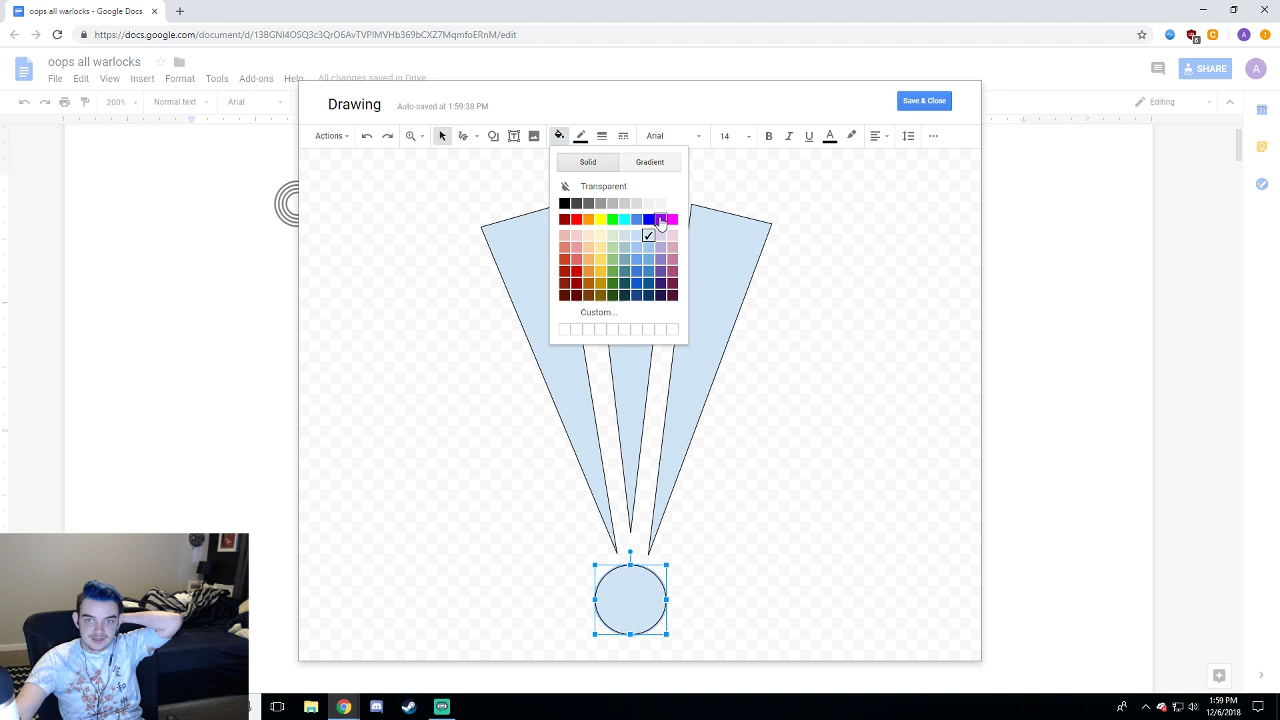 oops all warlocks - Google Docs
https://docs.google.com/document/d/13BGNI4OSQ3c3QrO6AvTVPIMVHb369bCXZ7MqmfoERnM/edit
oops all warlocks
File Edit View Insert Format Tools Add-ons Help All changes saved in Drive
SHARE
A
200% Normal text Arial
Editing
Drawing Auto-saved at 1:59:38 PM
Save & Close
Actions
Arial
14
B I U A
Solid Gradient
Transparent
Custom...
1:59 PM
12/6/2018